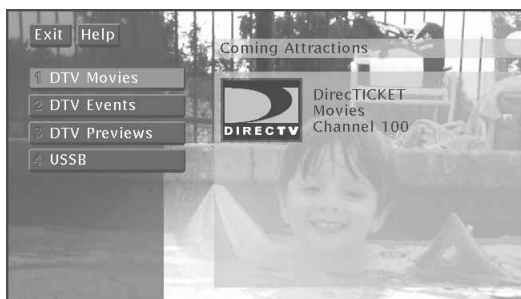 Exit Help
Coming Attractions
1 DTV Movies
2 DTV Events
3 DTV Previews
4 USSB
DIRECTV
DirecTICKET
Movies
Channel 100